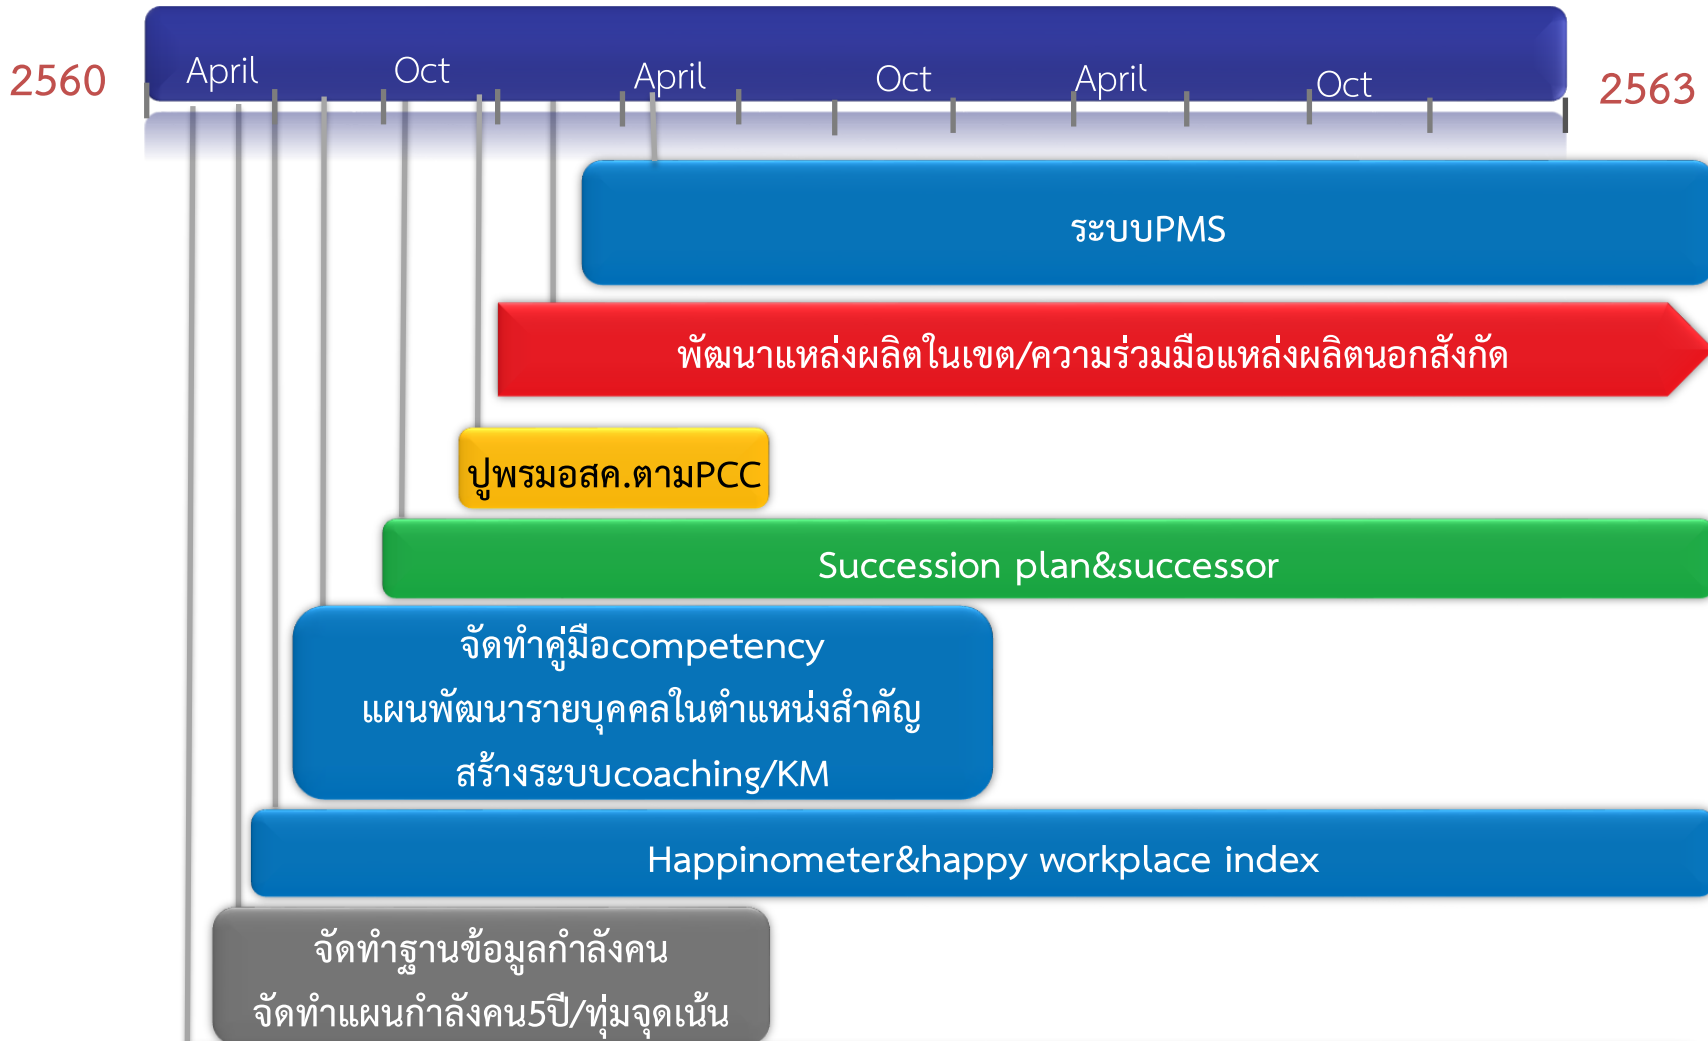 2560
April
Oct
April
Oct
April
Oct
2563
ระบบPMS
พัฒนาแหล่งผลิตในเขต/ความร่วมมือแหล่งผลิตนอกสังกัด
ปูพรมอสค.ตามPCC
Succession plan&successor
จัดทำคู่มือcompetency
แผนพัฒนารายบุคคลในตำแหน่งสำคัญ
สร้างระบบcoaching/KM
Happinometer&happy workplace index
จัดทำฐานข้อมูลกำลังคน
จัดทำแผนกำลังคน5ปี/ทุ่มจุดเน้น